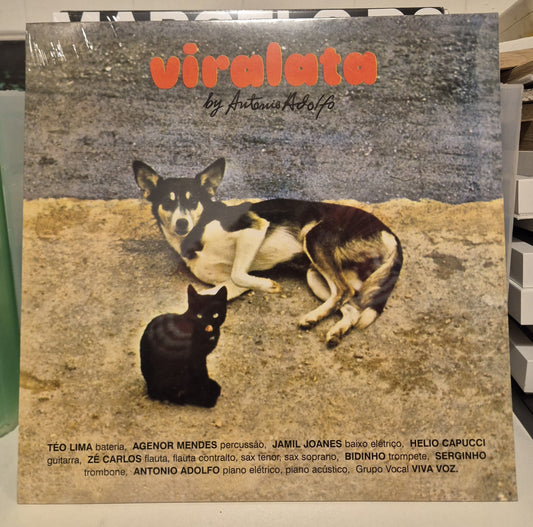 viralata
by Antonio Adolfo
TÉO LIMA bateria, AGENOR MENDES percussão, JAMIL JOANES baixo elétrico, HELIO CAPUCCI
guitarra, ZÉ CARLOS flauta, flauta contralto, sax tenor, sax soprano, BIDINHO trompete, SERGINHO
trombone, ANTONIO ADOLFO piano elétrico, piano acústico, Grupo Vocal VIVA VOZ.